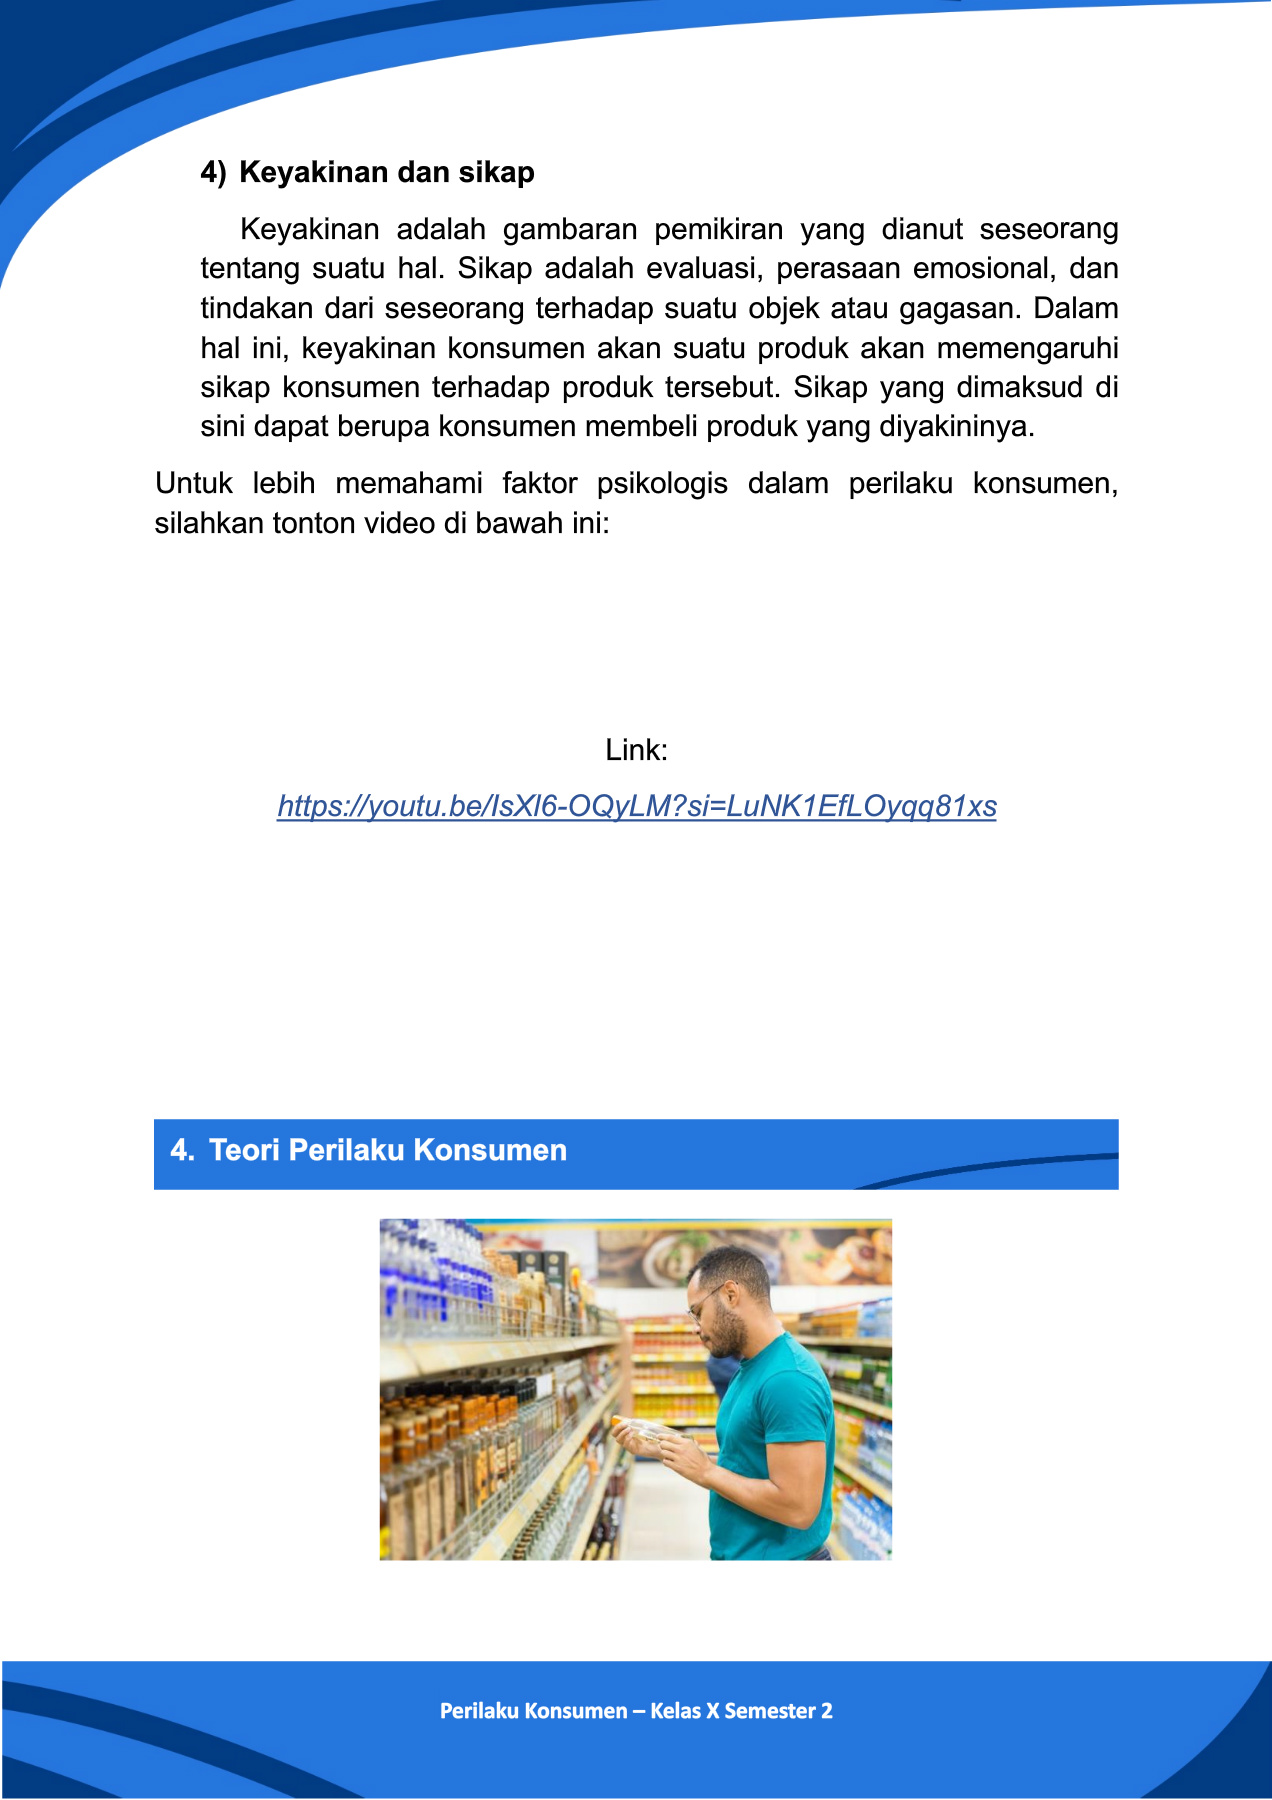 4) Keyakinan dan sikap
Keyakinan adalah gambaran pemikiran yang dianut seseorang
tentang suatu hal. Sikap adalah evaluasi, perasaan emosional, dan
tindakan dari seseorang terhadap suatu objek atau gagasan. Dalam
hal ini, keyakinan konsumen akan suatu produk akan memengaruhi
sikap konsumen terhadap produk tersebut. Sikap yang dimaksud di
sini dapat berupa konsumen membeli produk yang diyakininya.
Untuk lebih memahami faktor psikologis dalam perilaku konsumen,
silahkan tonton video di bawah ini:
Link:
https://youtu.be/IsXl6-OQyLM?si=LuNK1EfLOyqq81xs
4. Teori Perilaku Konsumen
Perilaku Konsumen – Kelas X Semester 2